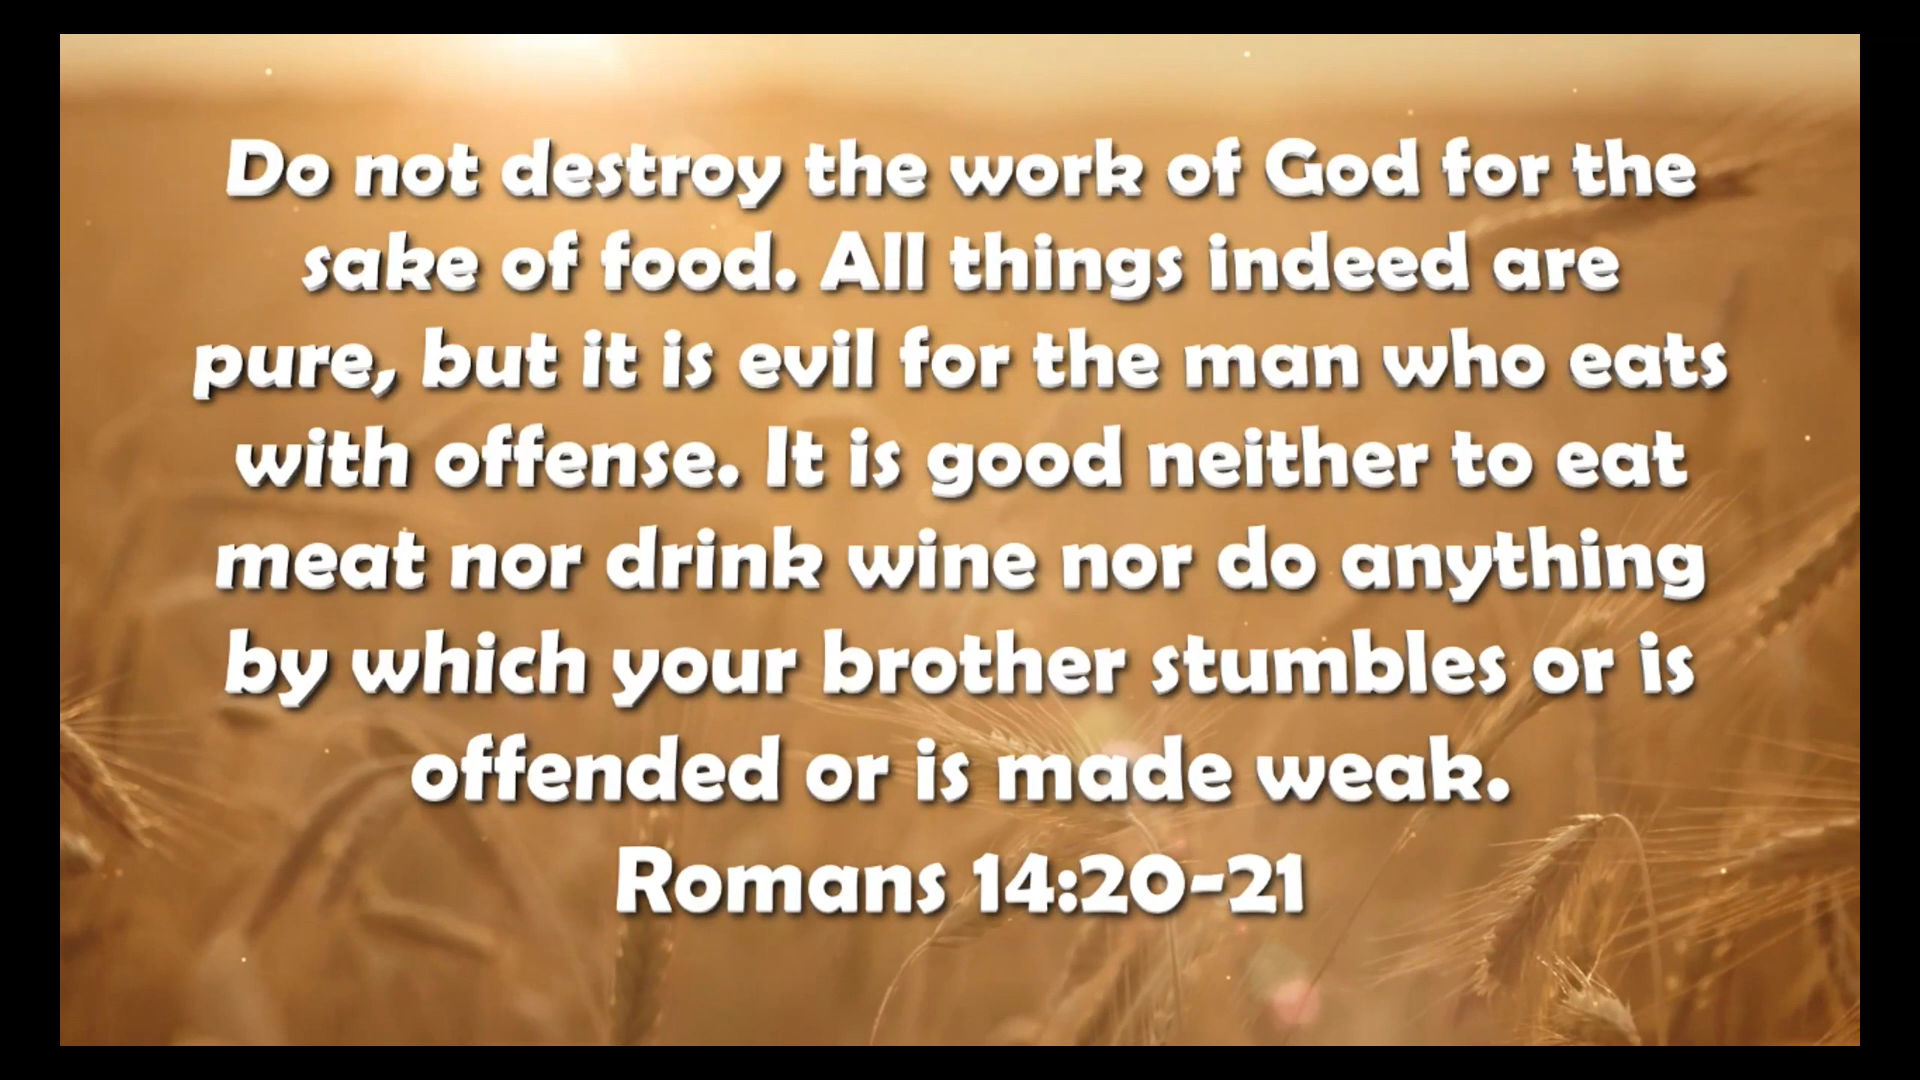 Do not destroy the work of God for the
sake of food. All things indeed are
pure, but it is evil for the man who eats
with offense. It is good neither to eat
meat nor drink wine nor do anything
by which your brother stumbles or is
offended or is made weak.
Romans 14:20-21